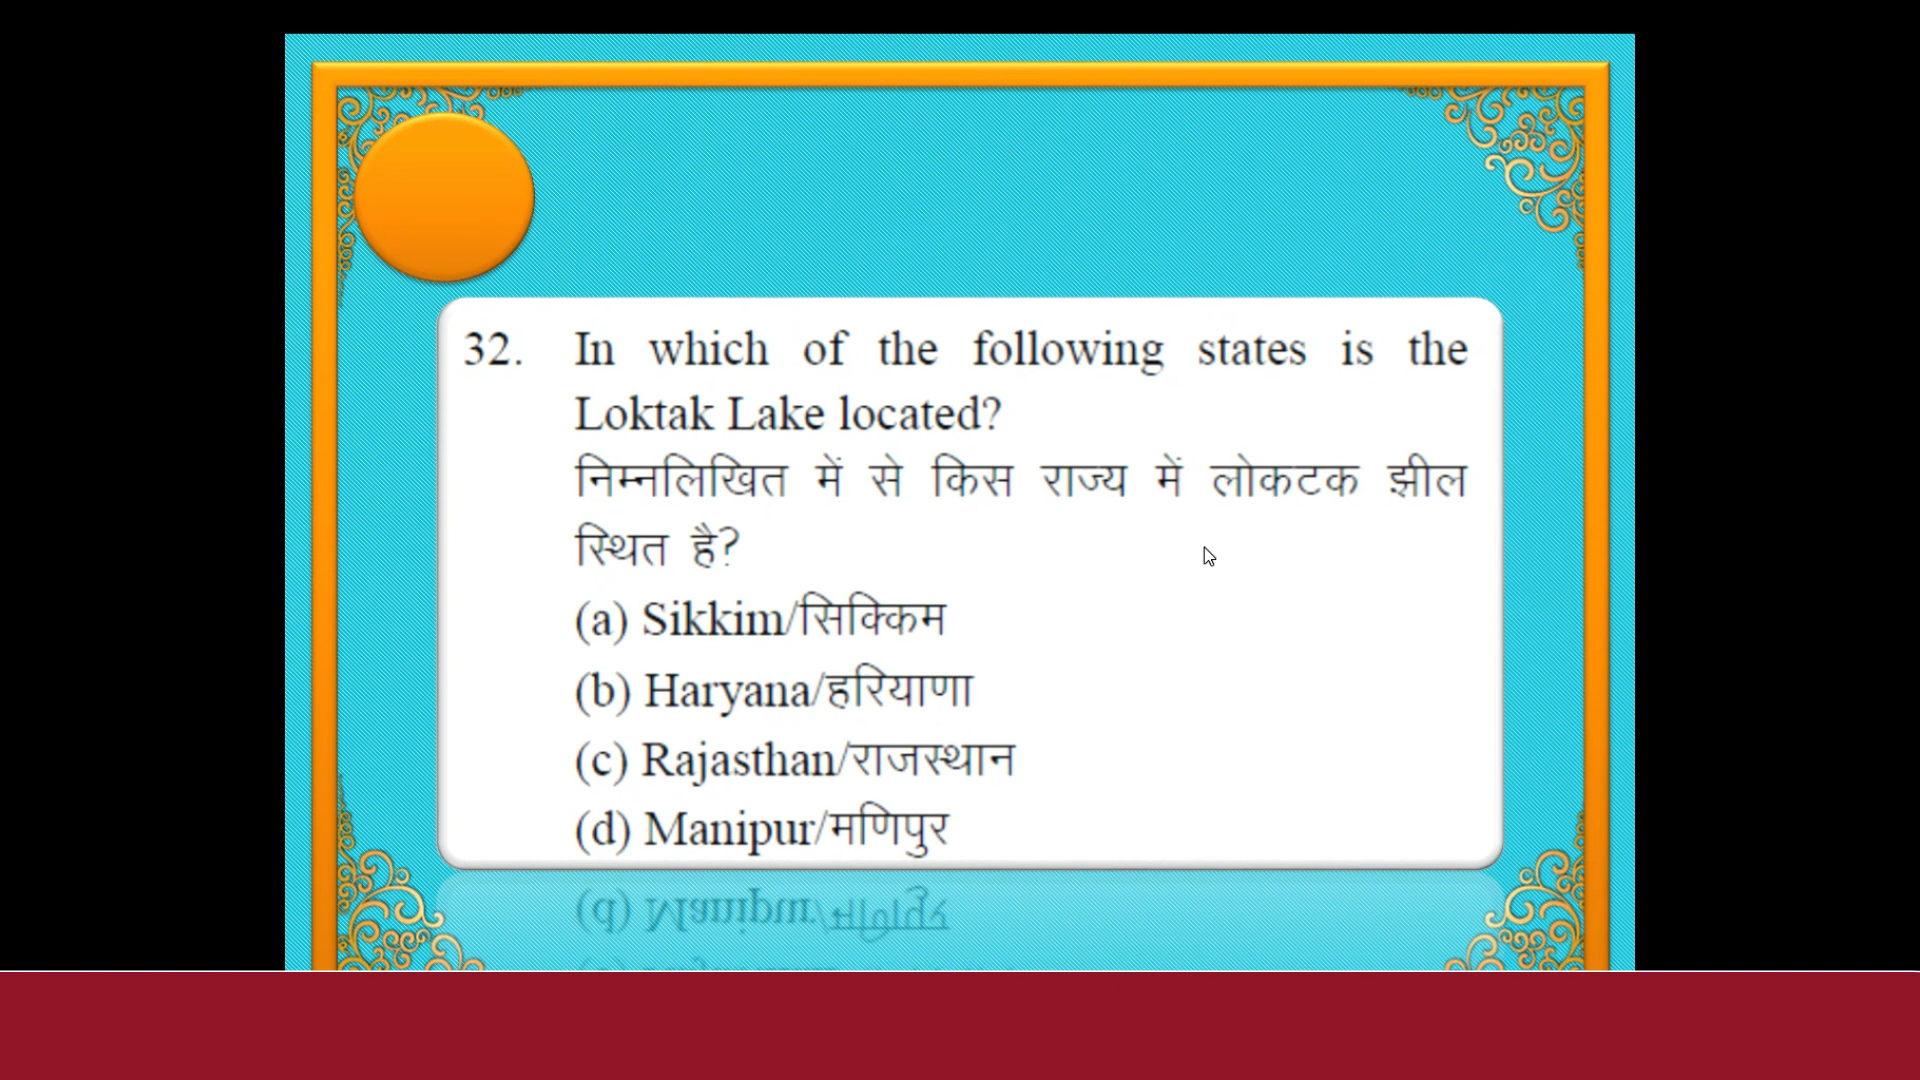 32. In which of the following states is the
Loktak Lake located?
निम्नलिखित में से किस राज्य में लोकटक झील
स्थित है?
(a) Sikkim/सिक्किम
(b) Haryana/हरियाणा
(c) Rajasthan/राजस्थान
(d) Manipur/मणिपुर